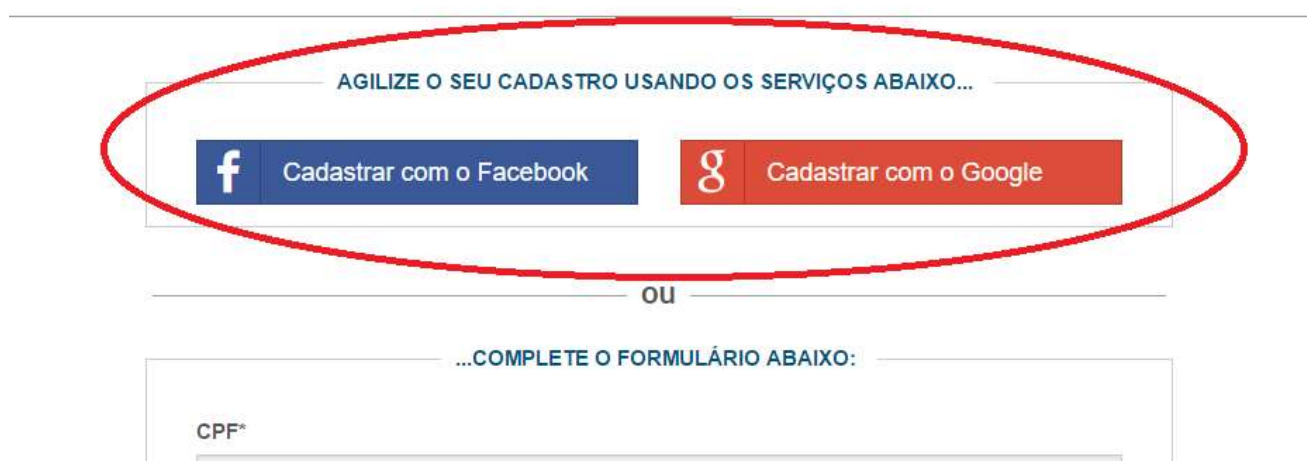 AGILIZE O SEU CADASTRO USANDO OS SERVIÇOS ABAIXO...
f Cadastrar com o Facebook
g Cadastrar com o Google
ou
...COMPLETE O FORMULÁRIO ABAIXO:
CPF*